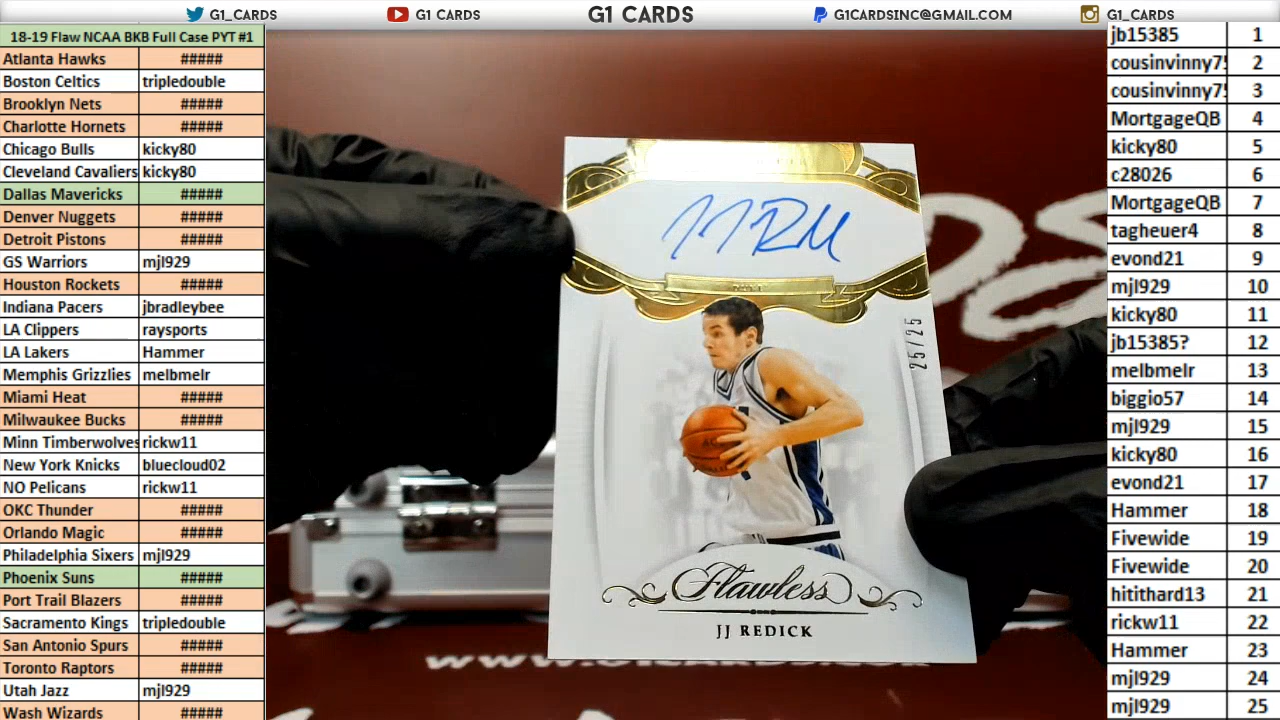 G1_CARDS
G1 CARDS
G1 CARDS
G1CARDSINC@GMAIL.COM
G1_CARDS
18-19 Flaw NCAA BKB Full Case PYT #1
Atlanta Hawks #####
Boston Celtics tripledouble
Brooklyn Nets #####
Charlotte Hornets #####
Chicago Bulls kicky80
Cleveland Cavaliers kicky80
Dallas Mavericks #####
Denver Nuggets #####
Detroit Pistons #####
GS Warriors mjl929
Houston Rockets #####
Indiana Pacers jbradleybee
LA Clippers raysports
LA Lakers Hammer
Memphis Grizzlies melbmelr
Miami Heat #####
Milwaukee Bucks #####
Minn Timberwolves rickw11
New York Knicks bluecloud02
NO Pelicans rickw11
OKC Thunder #####
Orlando Magic #####
Philadelphia Sixers mjl929
Phoenix Suns #####
Port Trail Blazers #####
Sacramento Kings tripledouble
San Antonio Spurs #####
Toronto Raptors #####
Utah Jazz mjl929
Wash Wizards #####
25/25
Flawless
JJ REDICK
www.G1CARDS.COM
jb15385 1
cousinvinny75 2
cousinvinny75 3
MortgageQB 4
kicky80 5
c28026 6
MortgageQB 7
tagheuer4 8
evond21 9
mjl929 10
kicky80 11
jb15385? 12
melbmelr 13
biggio57 14
mjl929 15
kicky80 16
evond21 17
Hammer 18
Fivewide 19
Fivewide 20
hitithard13 21
rickw11 22
Hammer 23
mjl929 24
mjl929 25